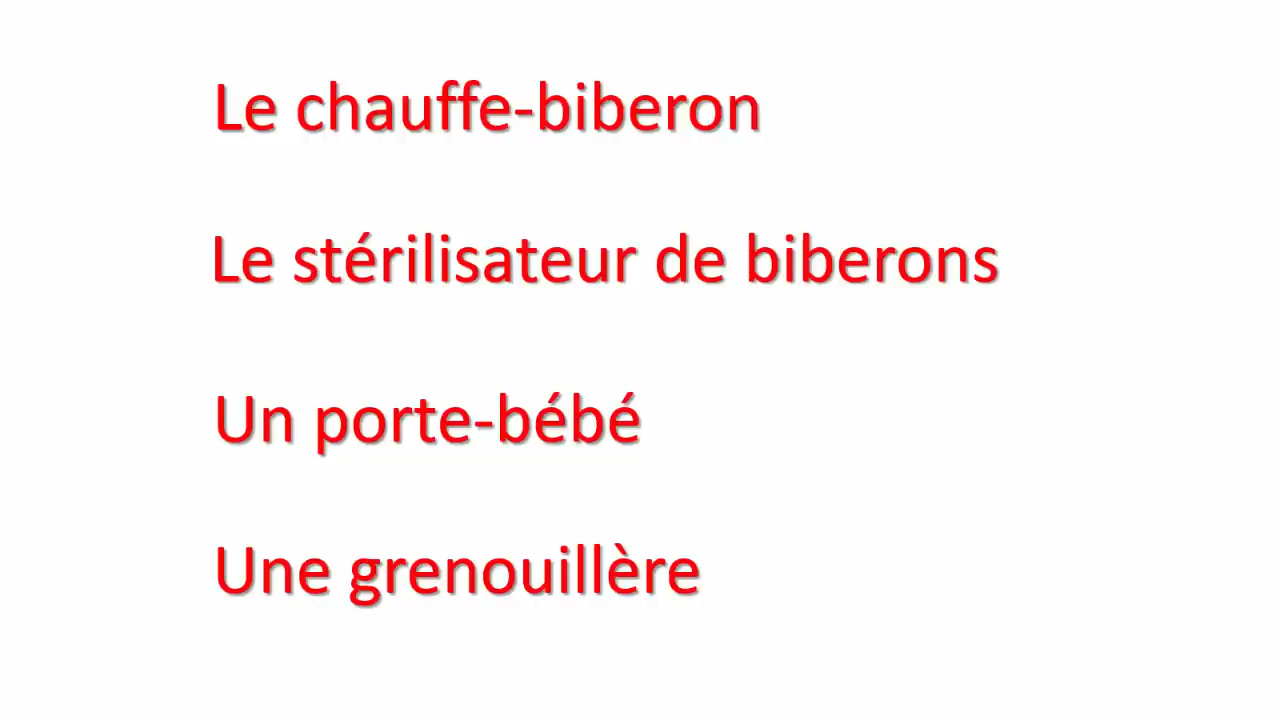 Le chauffe-biberon
Le stérilisateur de biberons
Un porte-bébé
Une grenouillère